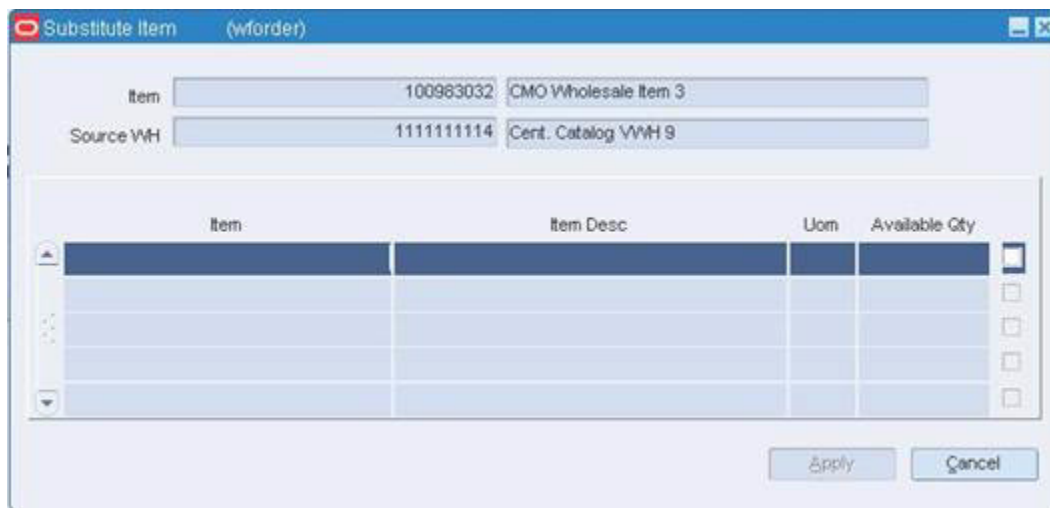 Substitute Item (wforder)
Item 100983032 CMO Wholesale Item 3
Source WH 1111111114 Cent. Catalog VWH 9
Item Item Desc Uom Available Qty
Apply Cancel